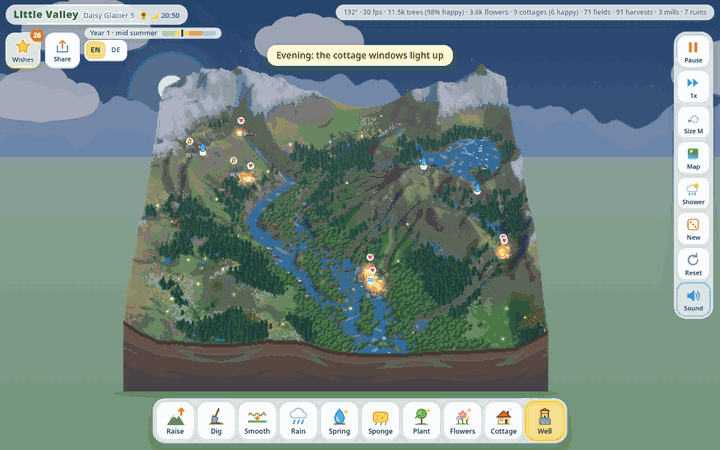 Little Valley Daisy Glacier 5 20:50
192² · 30 fps · 11.5k trees (98% happy) · 3.6k flowers · 9 cottages (6 happy) · 71 fields · 91 harvests · 3 mills · 7 ruins
Year 1 · mid summer
26
Wishes
Share
EN DE
Evening: the cottage windows light up
Pause
1x
Size M
Map
Shower
New
Reset
Sound
Raise
Dig
Smooth
Rain
Spring
Sponge
Plant
Flowers
Cottage
Well